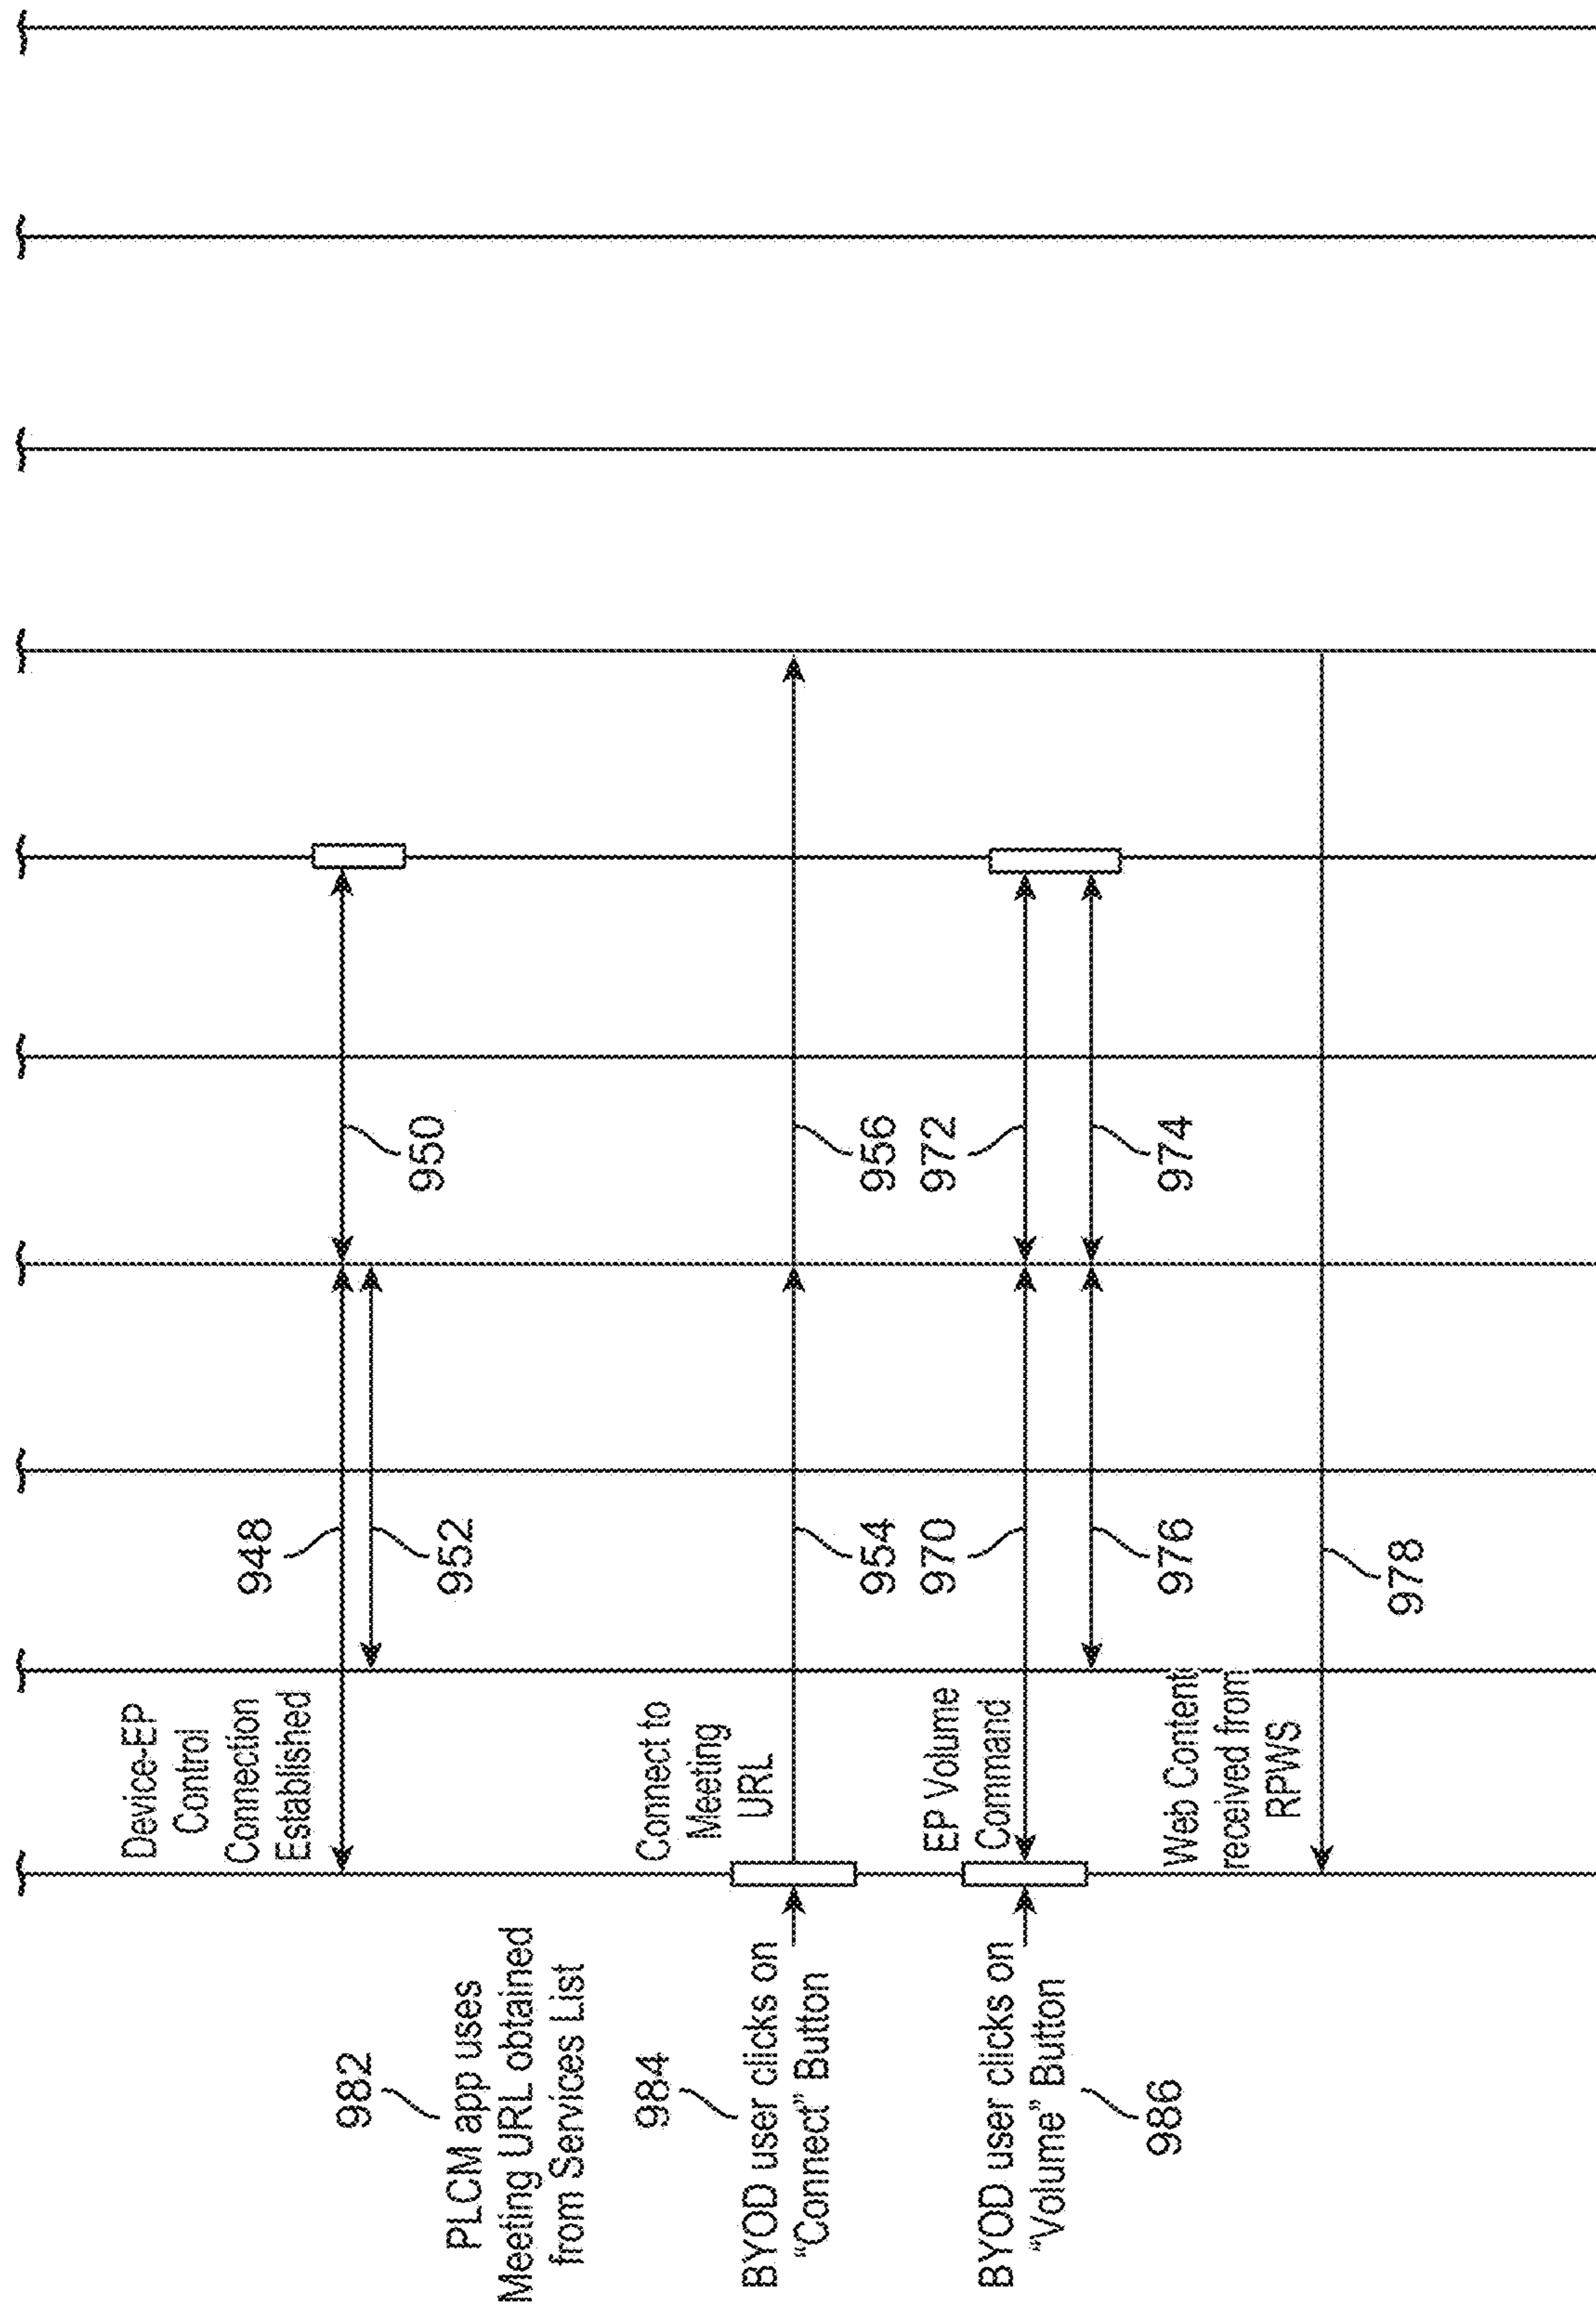 982
PLCM app uses
Meeting URL obtained
from Services List
984
BYOD user clicks on
“Connect” Button
BYOD user clicks on
“Volume” Button
986
Device-EP
Control
Connection
Established
948
952
950
Connect to
Meeting
URL
954
956
EP Volume
Command
970
972
976
974
Web Content
received from
RPWS
978